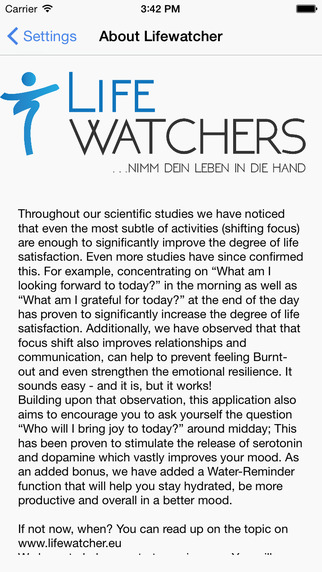 Carrier 3:42 PM
Settings About Lifewatcher
LIFE
WATCHERS
...NIMM DEIN LEBEN IN DIE HAND
Throughout our scientific studies we have noticed
that even the most subtle of activities (shifting focus)
are enough to significantly improve the degree of life
satisfaction. Even more studies have since confirmed
this. For example, concentrating on “What am I
looking forward to today?” in the morning as well as
“What am I grateful for today?” at the end of the day
has proven to significantly increase the degree of life
satisfaction. Additionally, we have observed that that
focus shift also improves relationships and
communication, can help to prevent feeling Burnt-
out and even strengthen the emotional resilience. It
sounds easy - and it is, but it works!
Building upon that observation, this application also
aims to encourage you to ask yourself the question
“Who will I bring joy to today?” around midday; This
has been proven to stimulate the release of serotonin
and dopamine which vastly improves your mood. As
an added bonus, we have added a Water-Reminder
function that will help you stay hydrated, be more
productive and overall in a better mood.
If not now, when? You can read up on the topic on
www.lifewatcher.eu